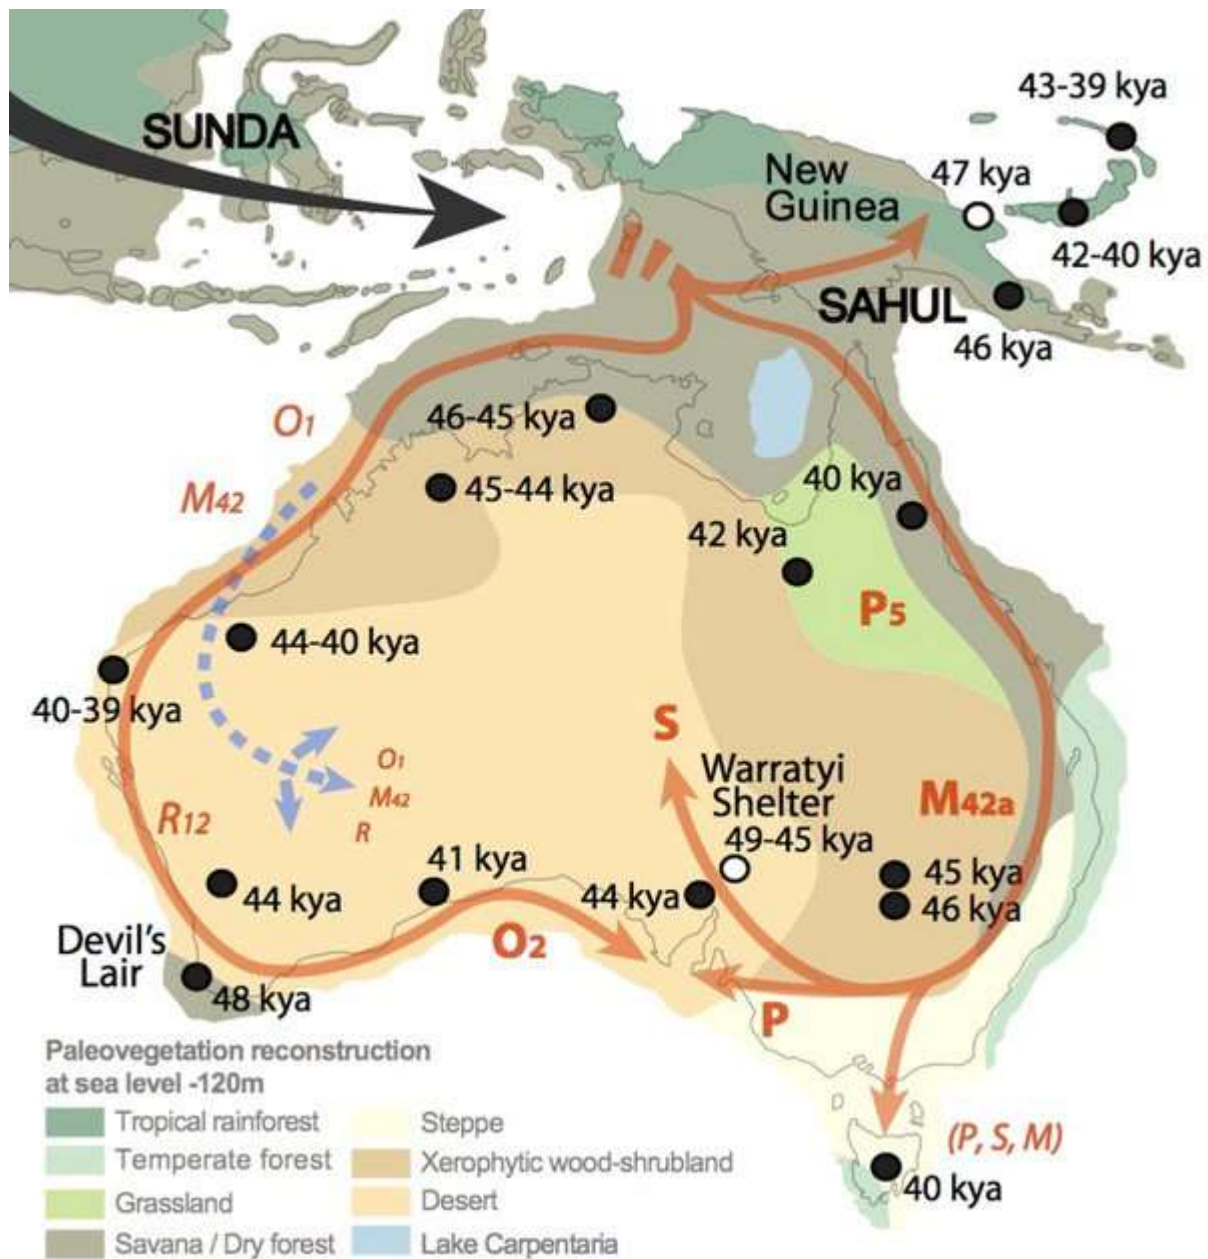 43-39 kya
SUNDA
New
Guinea
47 kya
42-40 kya
SAHUL
46 kya
O1
46-45 kya
M42
45-44 kya
40 kya
42 kya
P5
44-40 kya
40-39 kya
S
Warratyi
Shelter
49-45 kya
O1
M42
R
M42a
R12
41 kya
45 kya
44 kya
44 kya
46 kya
Devil's
Lair
O2
48 kya
P
Paleovegetation reconstruction
at sea level -120m
Tropical rainforest
Steppe
(P, S, M)
Temperate forest
Xerophytic wood-shrubland
40 kya
Grassland
Desert
Savana / Dry forest
Lake Carpentaria